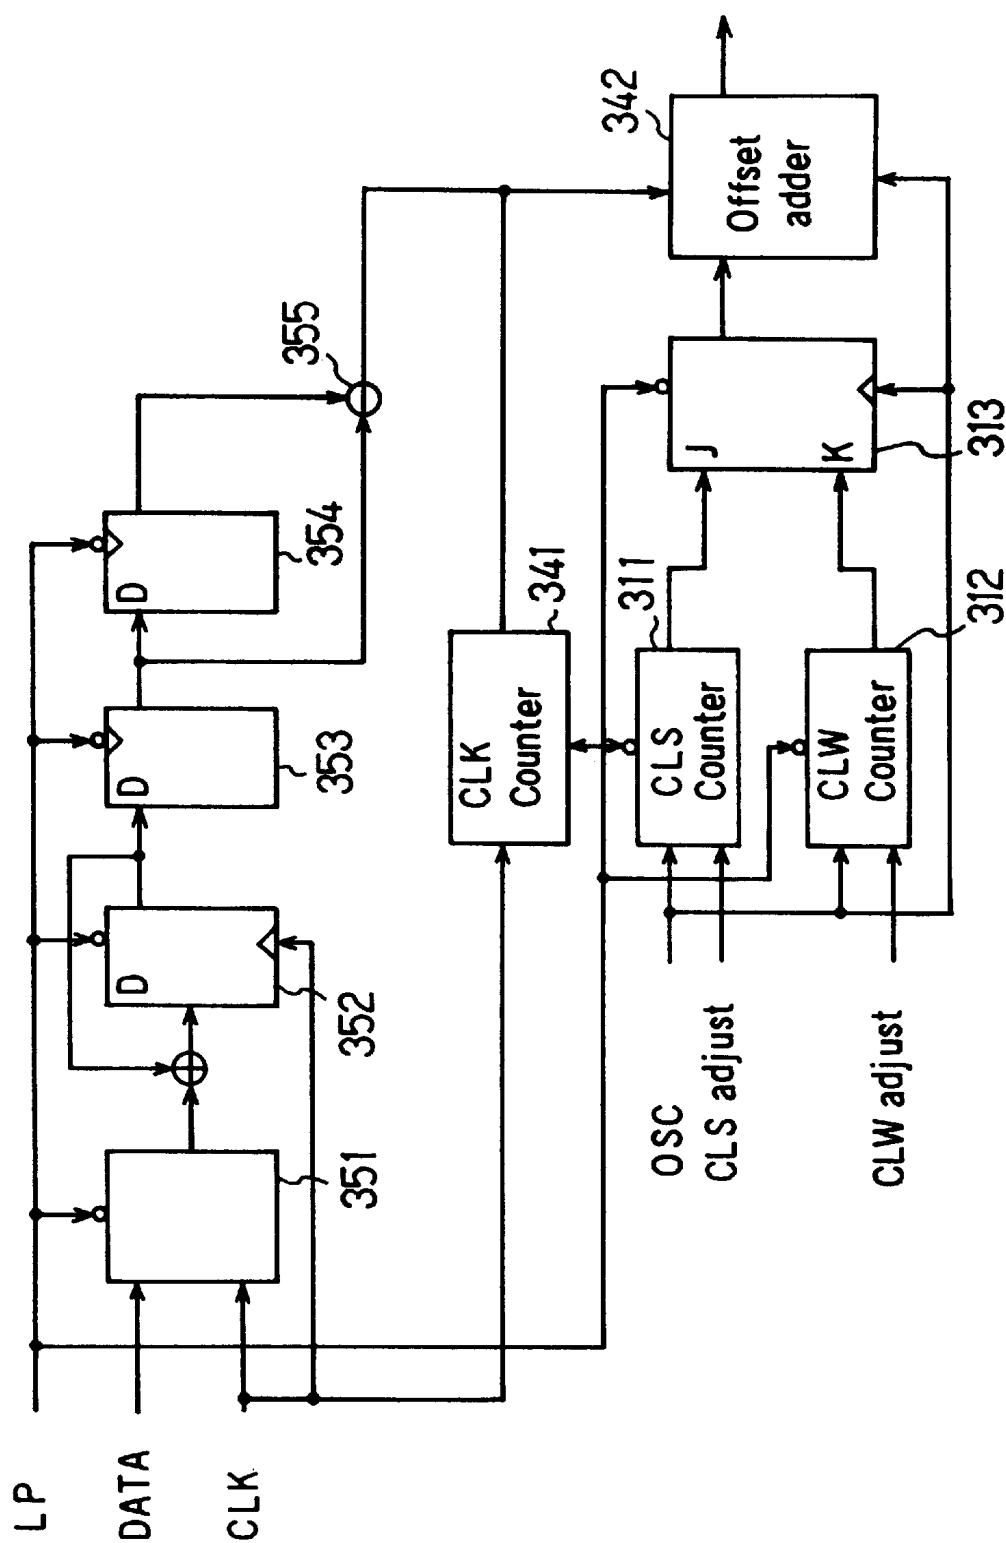 LP
DATA
CLK
351
D
352
D
353
D
354
355
CLK
Counter
341
OSC
CLS adjust
CLW adjust
CLS
Counter
311
CLW
Counter
312
J
K
313
Offset
adder
342